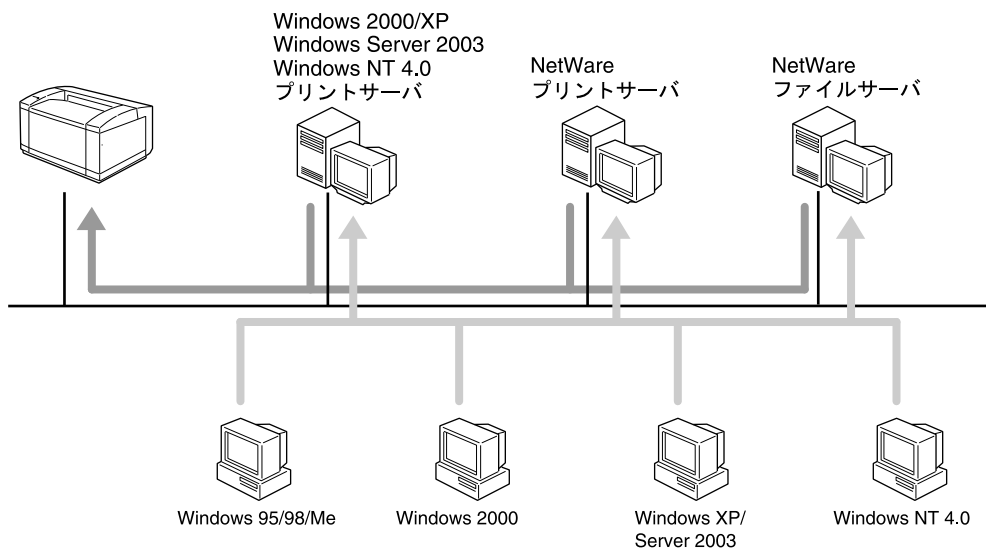 Windows 2000/XP
Windows Server 2003
Windows NT 4.0
プリントサーバ
NetWare
プリントサーバ
NetWare
ファイルサーバ
Windows 95/98/Me
Windows 2000
Windows XP/
Server 2003
Windows NT 4.0